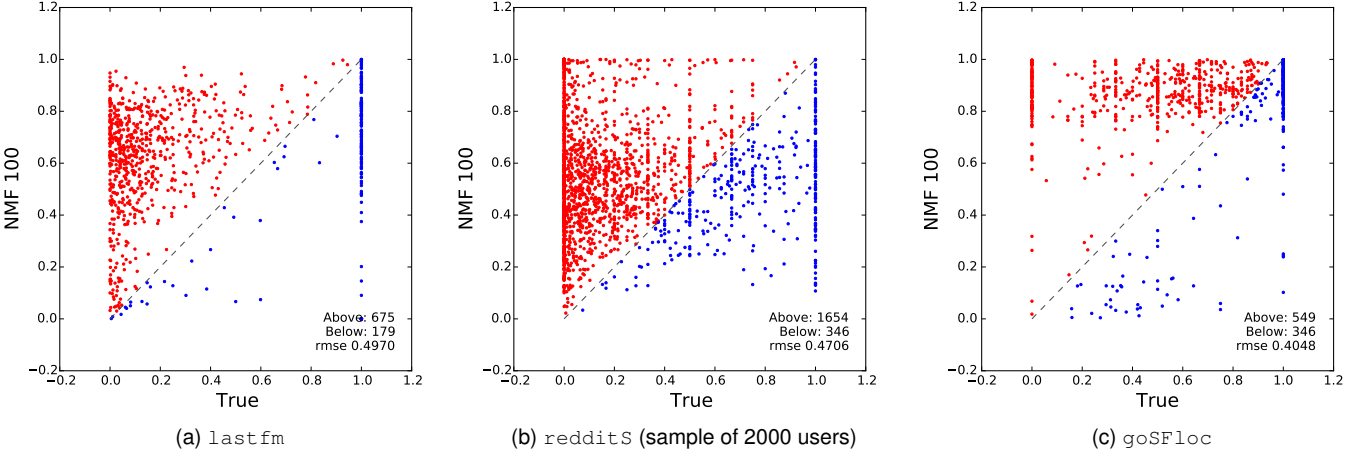 1.2
1.0
0.8
0.6
0.4
0.2
0.0
−0.2
NMF 100
−0.2 0.0 0.2 0.4 0.6 0.8 1.0 1.2
True
Above: 675
Below: 179
rmse 0.4970
(a) lastfm
1.2
1.0
0.8
0.6
0.4
0.2
0.0
−0.2
NMF 100
−0.2 0.0 0.2 0.4 0.6 0.8 1.0 1.2
True
Above: 1654
Below: 346
rmse 0.4706
(b) redditS (sample of 2000 users)
1.2
1.0
0.8
0.6
0.4
0.2
0.0
−0.2
NMF 100
−0.2 0.0 0.2 0.4 0.6 0.8 1.0 1.2
True
Above: 549
Below: 346
rmse 0.4048
(c) goSFloc